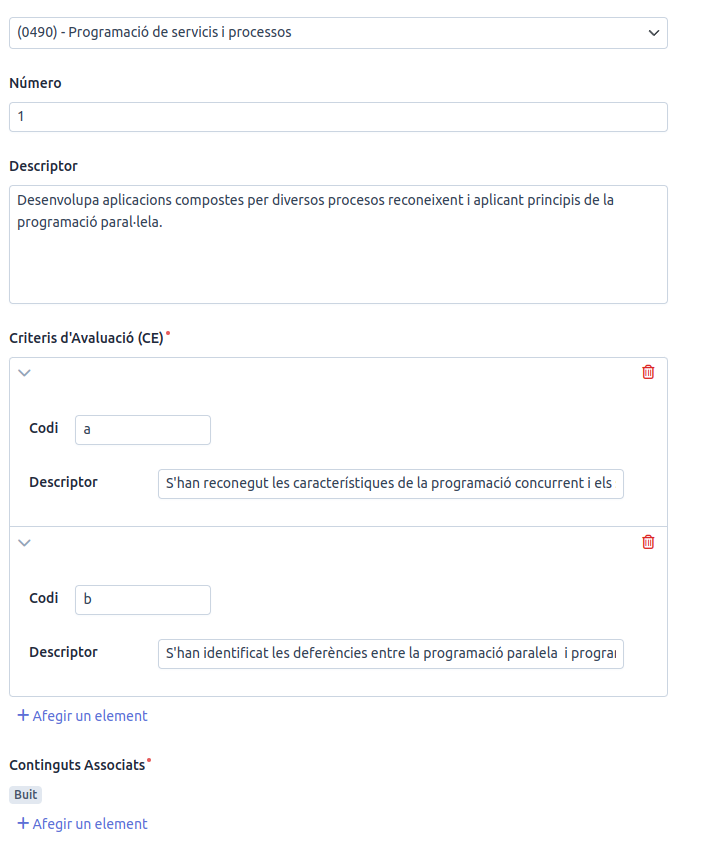 (0490) - Programació de servicis i processos
Número
1
Descriptor
Desenvolupa aplicacions compostes per diversos procesos reconeixent i aplicant principis de la
programació paral·lela.
Criteris d'Avaluació (CE)*
Codi
a
Descriptor
S'han reconegut les característiques de la programació concurrent i els
Codi
b
Descriptor
S'han identificat les deferències entre la programació paralela i progra
+ Afegir un element
Continguts Associats*
Buit
+ Afegir un element